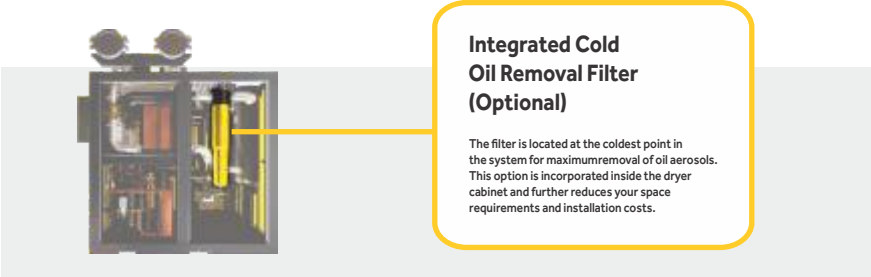 Integrated Cold
Oil Removal Filter
(Optional)
The filter is located at the coldest point in
the system for maximumremoval of oil aerosols.
This option is incorporated inside the dryer
cabinet and further reduces your space
requirements and installation costs.